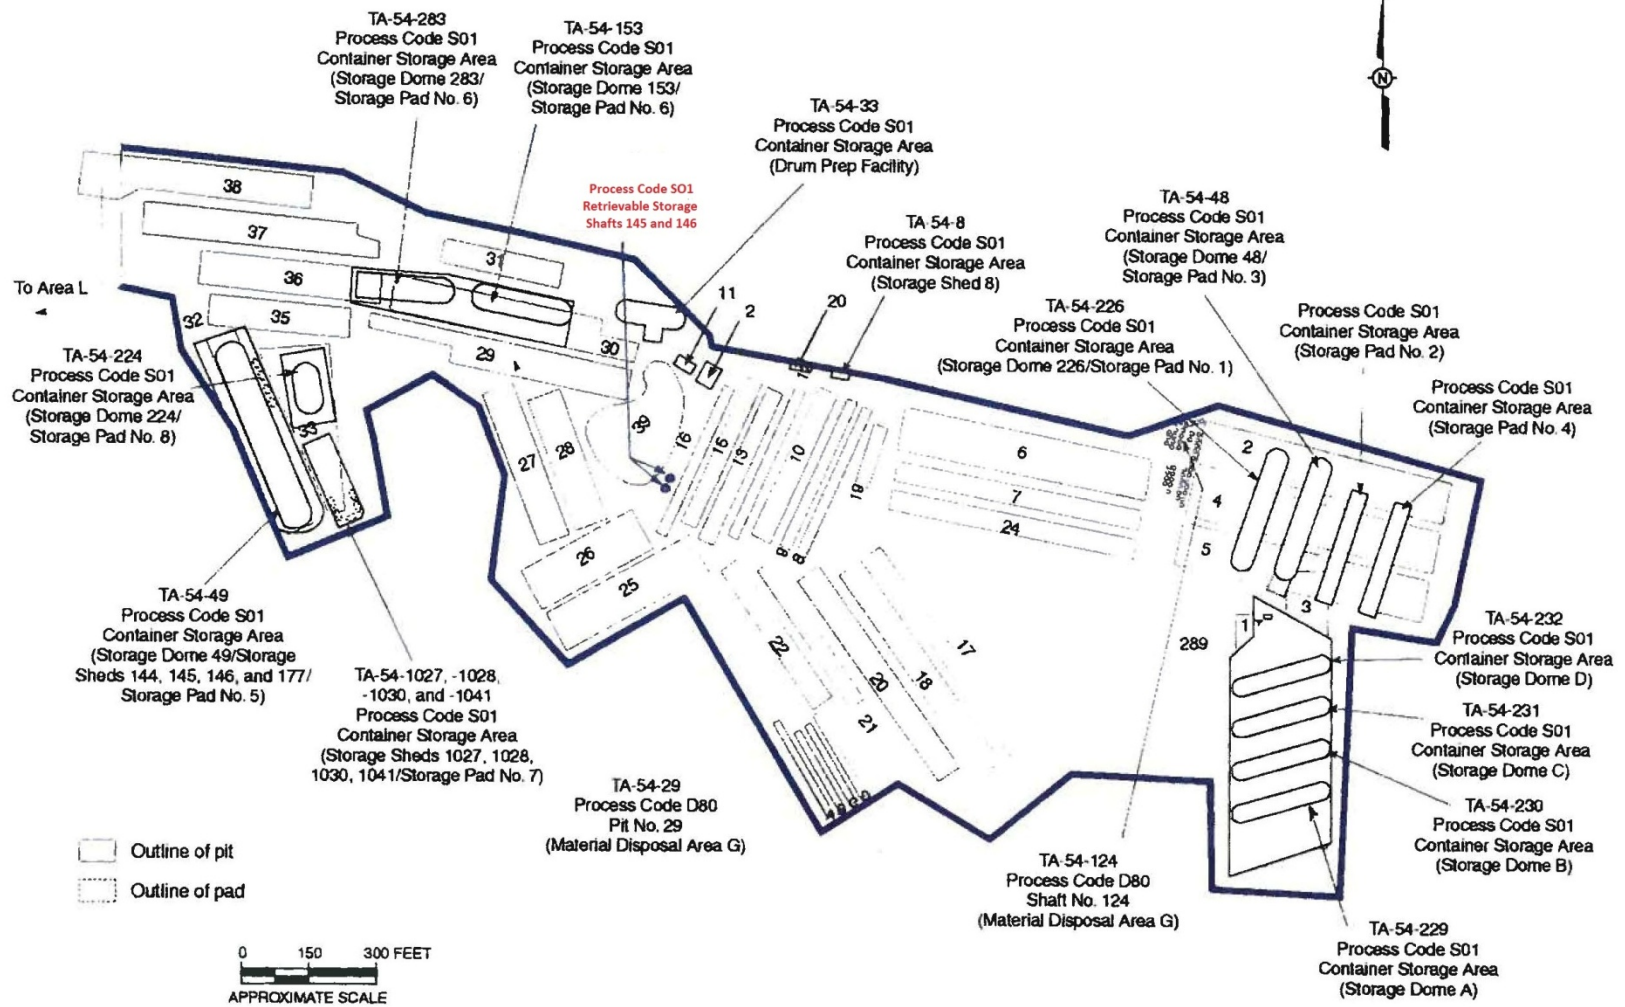 TA-54-283
Process Code S01
Container Storage Area
(Storage Dome 283/
Storage Pad No. 6)
TA-54-153
Process Code S01
Container Storage Area
(Storage Dome 153/
Storage Pad No. 6)
N
TA-54-33
Process Code S01
Container Storage Area
(Drum Prep Facility)
Process Code SO1
Retrievable Storage
Shafts 145 and 146
TA-54-8
Process Code S01
Container Storage Area
(Storage Shed 8)
TA-54-48
Process Code S01
Container Storage Area
(Storage Dome 48/
Storage Pad No. 3)
TA-54-226
Process Code S01
Container Storage Area
(Storage Dome 226/Storage Pad No. 1)
Process Code S01
Container Storage Area
(Storage Pad No. 2)
Process Code S01
Container Storage Area
(Storage Pad No. 4)
38
37
36
35
32
31
30
29
33
11
2
20
To Area L
TA-54-224
Process Code S01
Container Storage Area
(Storage Dome 224/
Storage Pad No. 8)
27
28
39
16
16
13
10
19
9
8
26
25
6
7
24
2
4
5
3
1
22
20
21
18
17
289
A B C D
TA-54-49
Process Code S01
Container Storage Area
(Storage Dome 49/Storage
Sheds 144, 145, 146, and 177/
Storage Pad No. 5)
TA-54-1027, -1028,
-1030, and -1041
Process Code S01
Container Storage Area
(Storage Sheds 1027, 1028,
1030, 1041/Storage Pad No. 7)
TA-54-29
Process Code D80
Pit No. 29
(Material Disposal Area G)
TA-54-124
Process Code D80
Shaft No. 124
(Material Disposal Area G)
TA-54-232
Process Code S01
Container Storage Area
(Storage Dome D)
TA-54-231
Process Code S01
Container Storage Area
(Storage Dome C)
TA-54-230
Process Code S01
Container Storage Area
(Storage Dome B)
TA-54-229
Process Code S01
Container Storage Area
(Storage Dome A)
Outline of pit
Outline of pad
0 150 300 FEET
APPROXIMATE SCALE